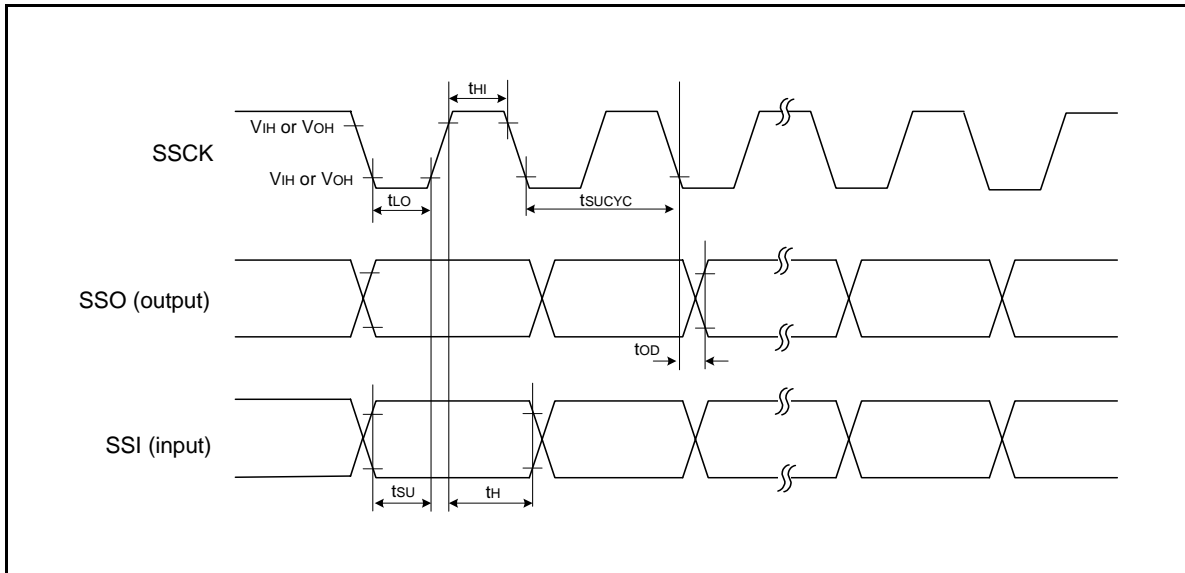 tHI
VIH or VOH
SSCK
VIH or VOH
tLO
tSUCYC
SSO (output)
tOD
SSI (input)
tSU
tH